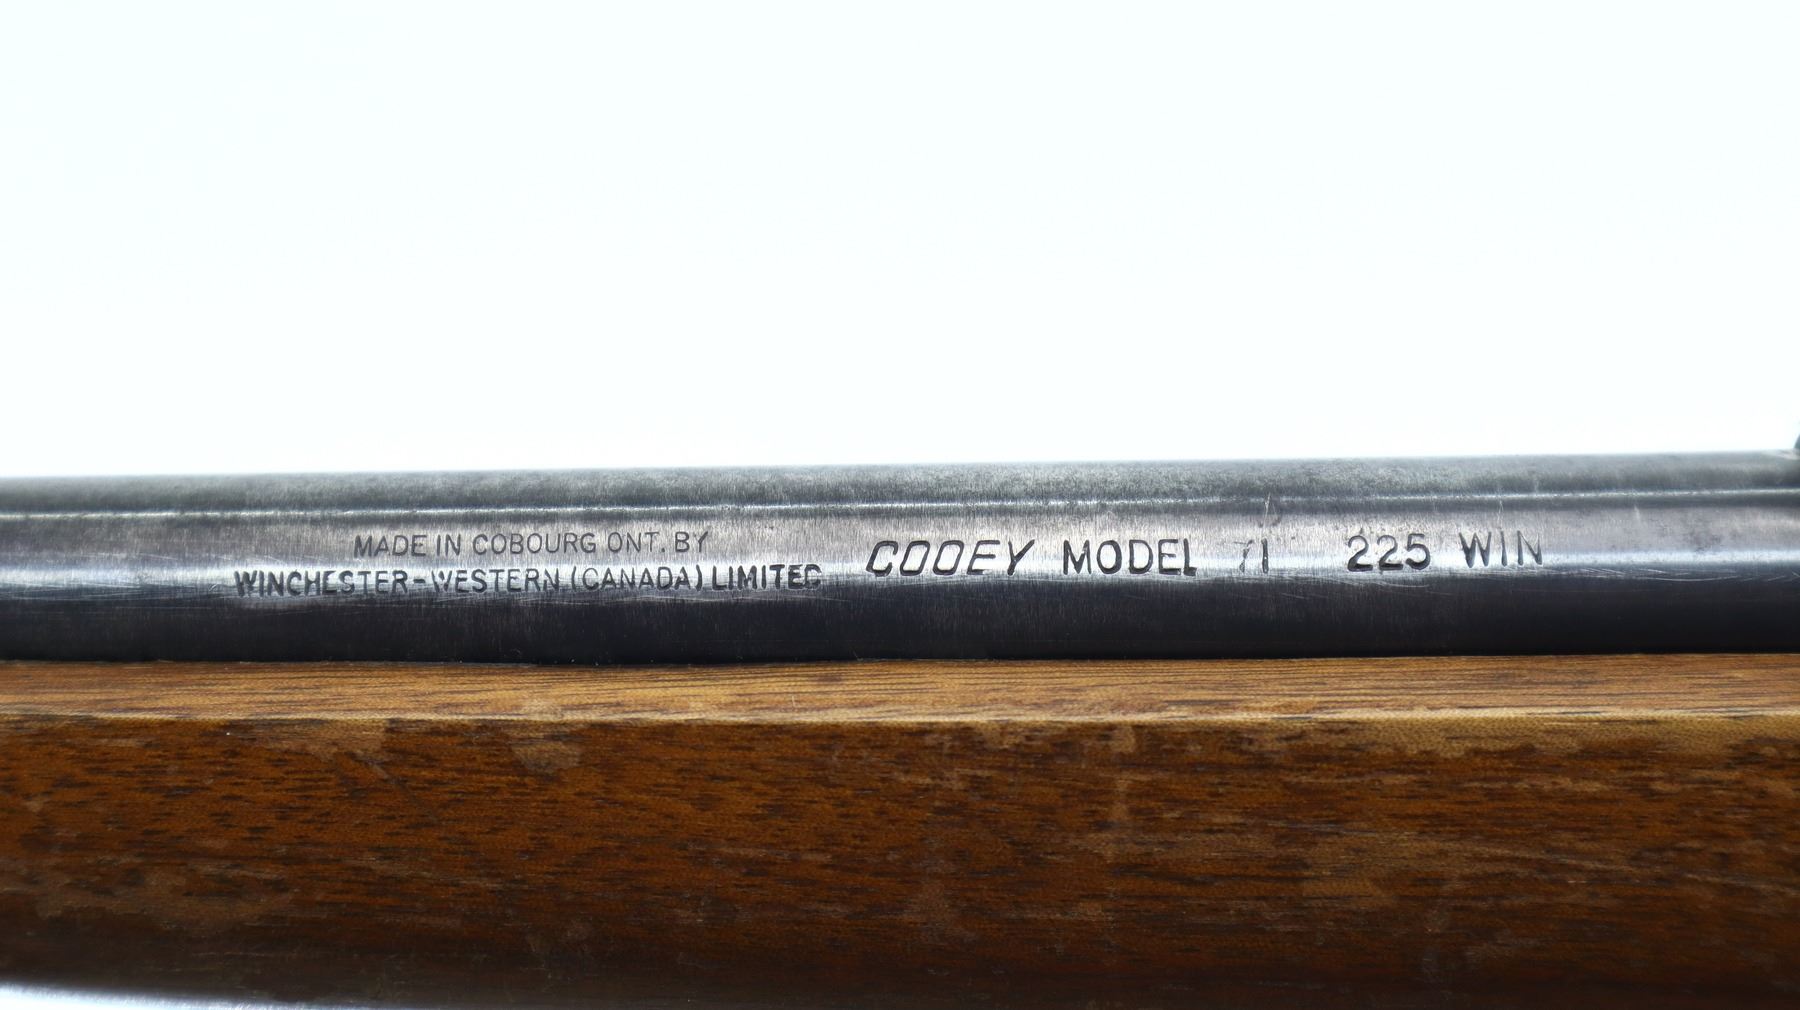 MADE IN COBOURG ONT. BY
WINCHESTER-WESTERN (CANADA) LIMITED
COOEY MODEL 71 225 WIN